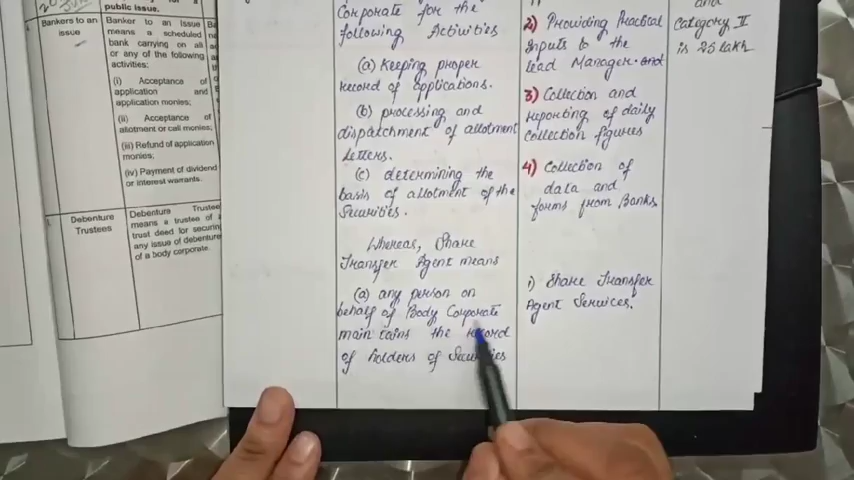 public issue.
Bankers to an
issue
Banker to an Issue
means a scheduled
bank carrying on all
or any of the following
activities:
(i) Acceptance of
application and
application monies;
(ii) Acceptance of
allotment or call monies;
(iii) Refund of application
monies;
(iv) Payment of dividend
or interest warrants.
Debenture
Trustees
Debenture Trustee
means a trustee of
trust deed for securing
any issue of debenture
of a body corporate.
Corporate for the
following Activities
(a) Keeping proper
record of applications.
(b) processing and
dispatchment of allotment
letters.
(c) determining the
basis of allotment of the
Securities.
Whereas, Share
Transfer Agent means
(a) any person on
behalf of Body Corporate
maintains the record
of holders of Securities
2) Providing Practical
Inputs to the
lead Manager. and
3) Collection and
reporting of daily
collection figures
4) Collection of
data and
forms from Banks.
i) Share Transfer
Agent Services.
and
Category II
is 25 lakh.